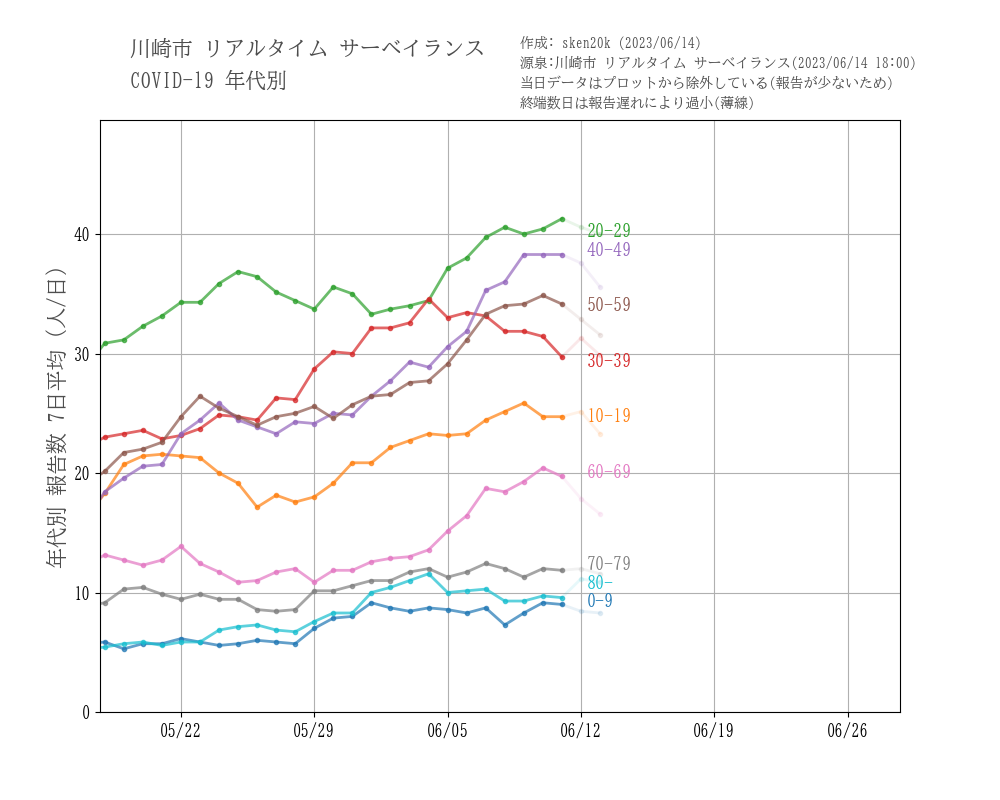 川崎市 リアルタイム サーベイランス
COVID-19 年代別
作成: sken20k (2023/06/14)
源泉:川崎市 リアルタイム サーベイランス(2023/06/14 18:00)
当日データはプロットから除外している(報告が少ないため)
終端数日は報告遅れにより過小(薄線)
年代別 報告数 7日平均 (人/日)
40
30
20
10
0
20-29
40-49
50-59
30-39
10-19
60-69
70-79
80-
0-9
05/22 05/29 06/05 06/12 06/19 06/26